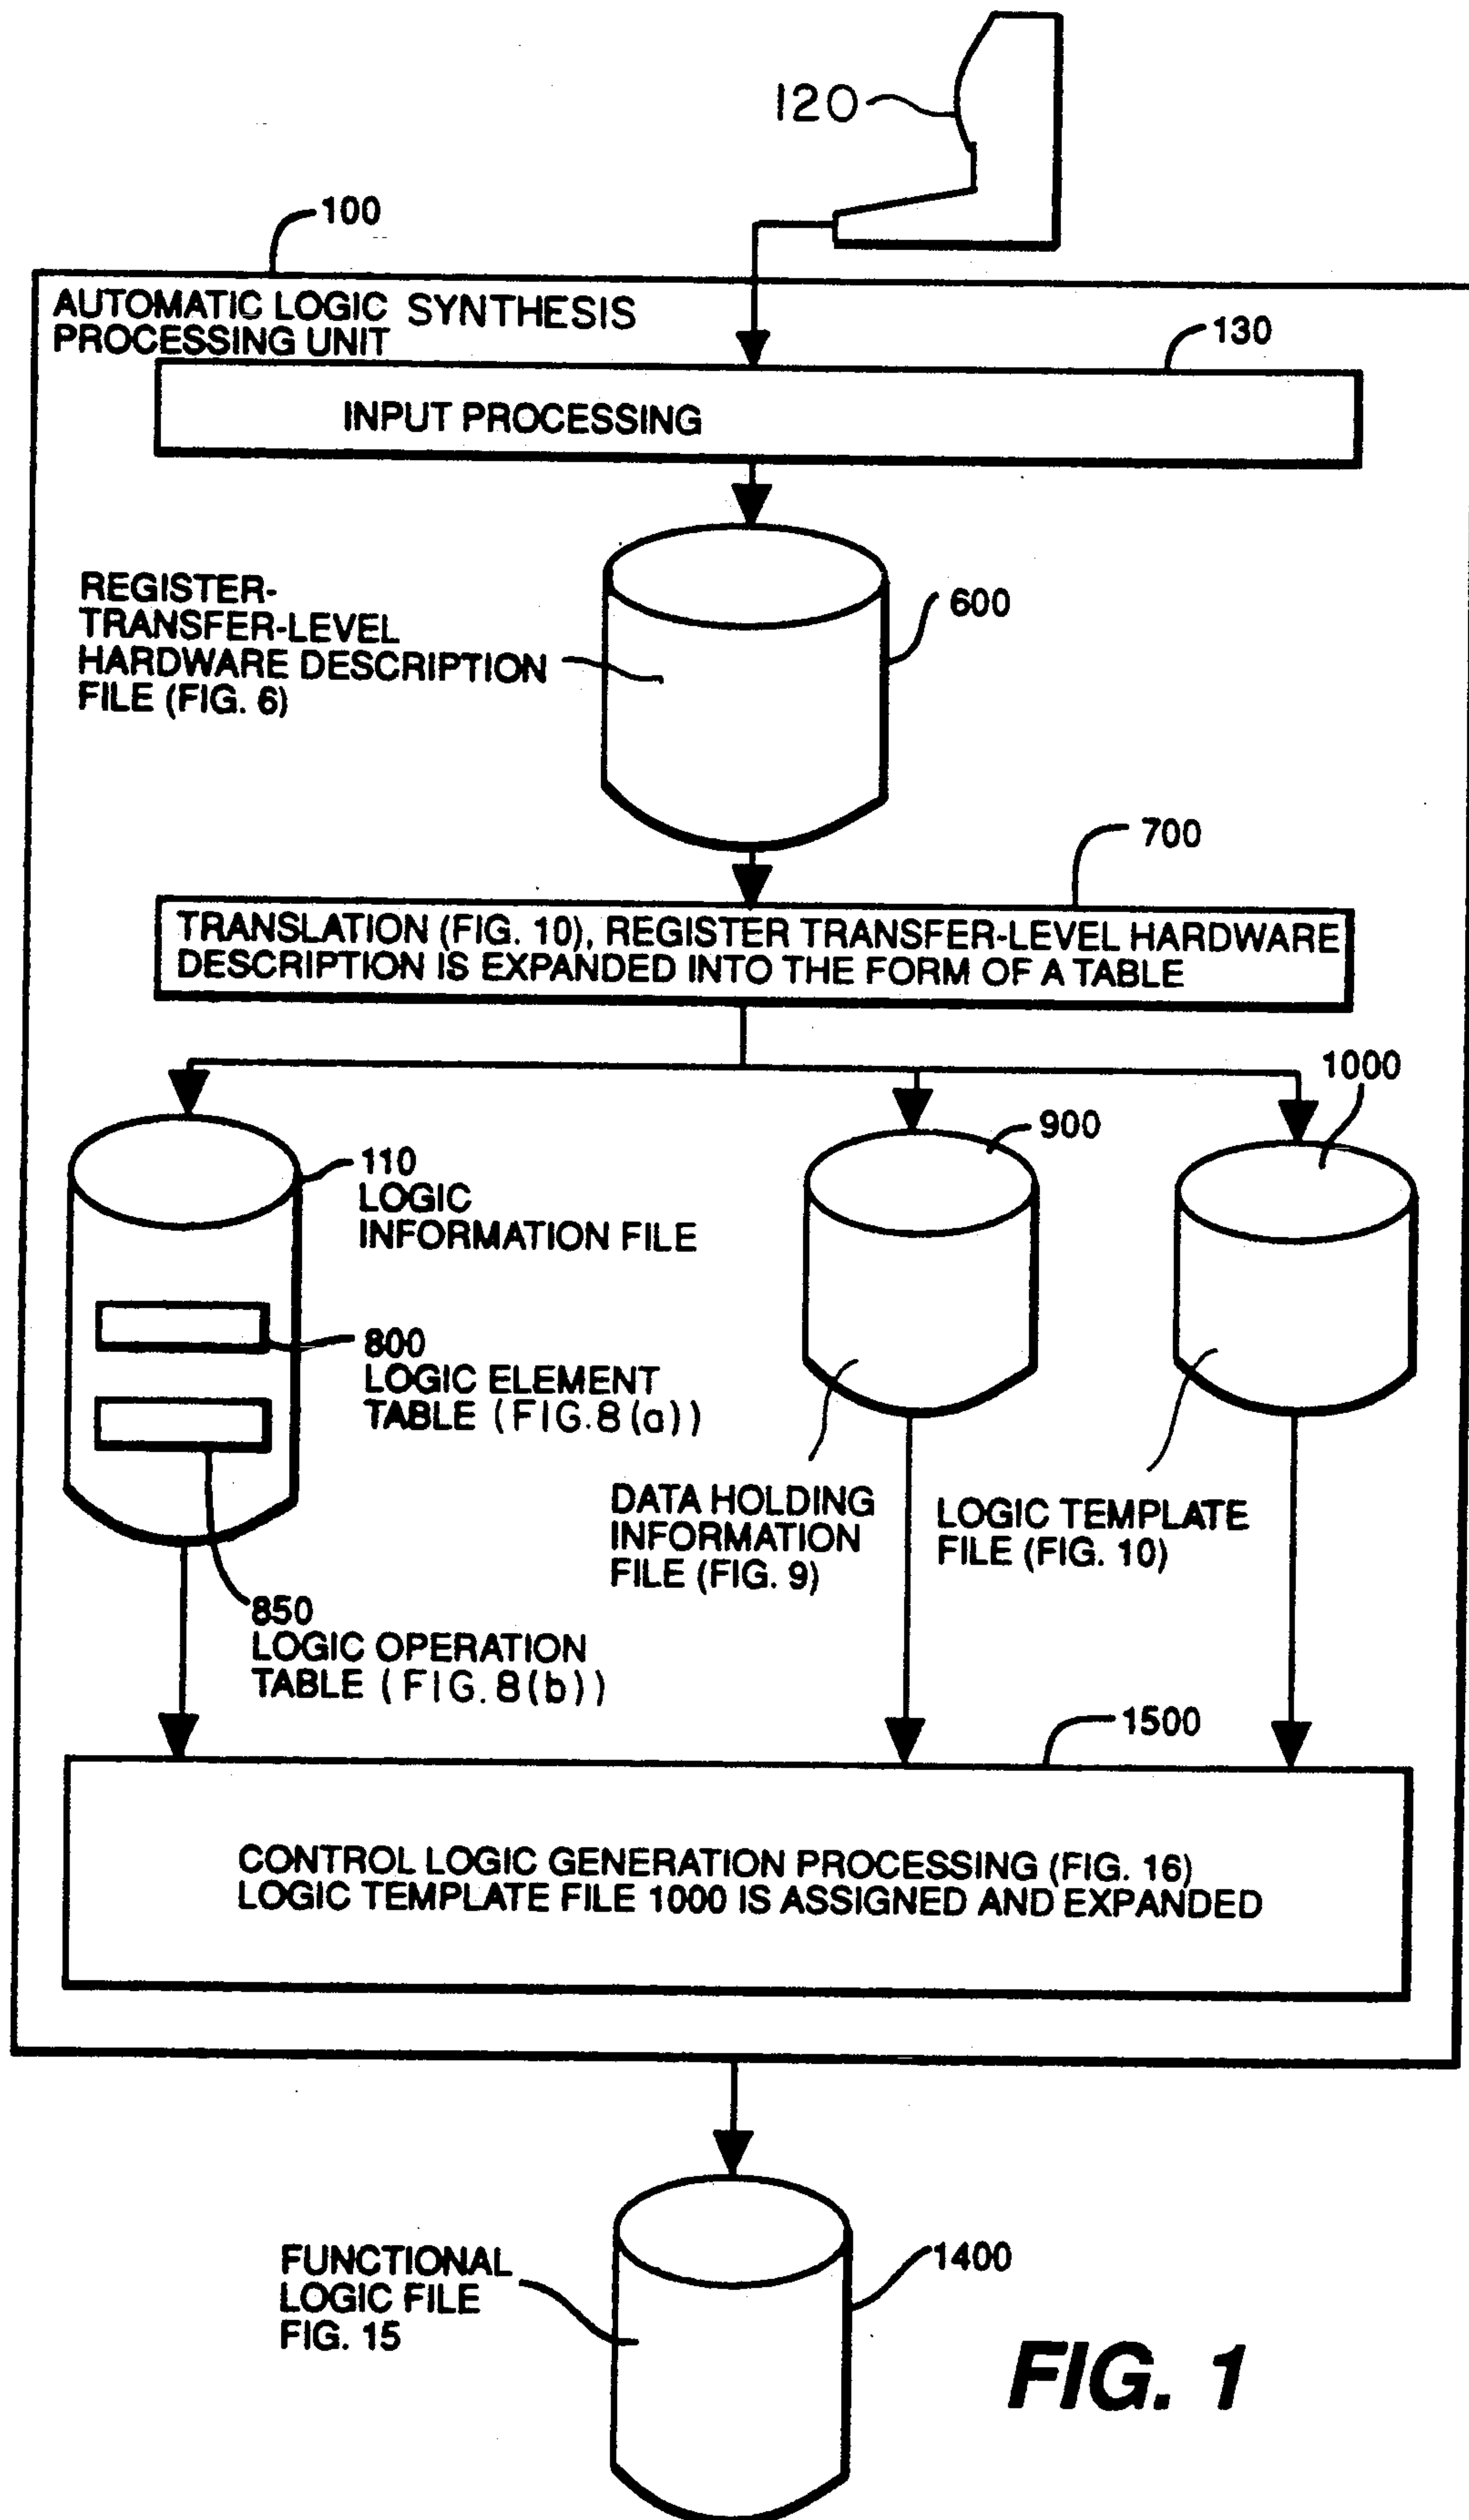 120
100
AUTOMATIC LOGIC SYNTHESIS
PROCESSING UNIT
130
INPUT PROCESSING
REGISTER-
TRANSFER-LEVEL
HARDWARE DESCRIPTION
FILE (FIG. 6)
600
700
TRANSLATION (FIG. 10), REGISTER TRANSFER-LEVEL HARDWARE
DESCRIPTION IS EXPANDED INTO THE FORM OF A TABLE
1000
900
110
LOGIC
INFORMATION FILE
800
LOGIC ELEMENT
TABLE (FIG.8(a))
DATA HOLDING
INFORMATION
FILE (FIG. 9)
LOGIC TEMPLATE
FILE (FIG. 10)
850
LOGIC OPERATION
TABLE (FIG.8(b))
1500
CONTROL LOGIC GENERATION PROCESSING (FIG. 16)
LOGIC TEMPLATE FILE 1000 IS ASSIGNED AND EXPANDED
FUNCTIONAL
LOGIC FILE
FIG. 15
1400
FIG. 1